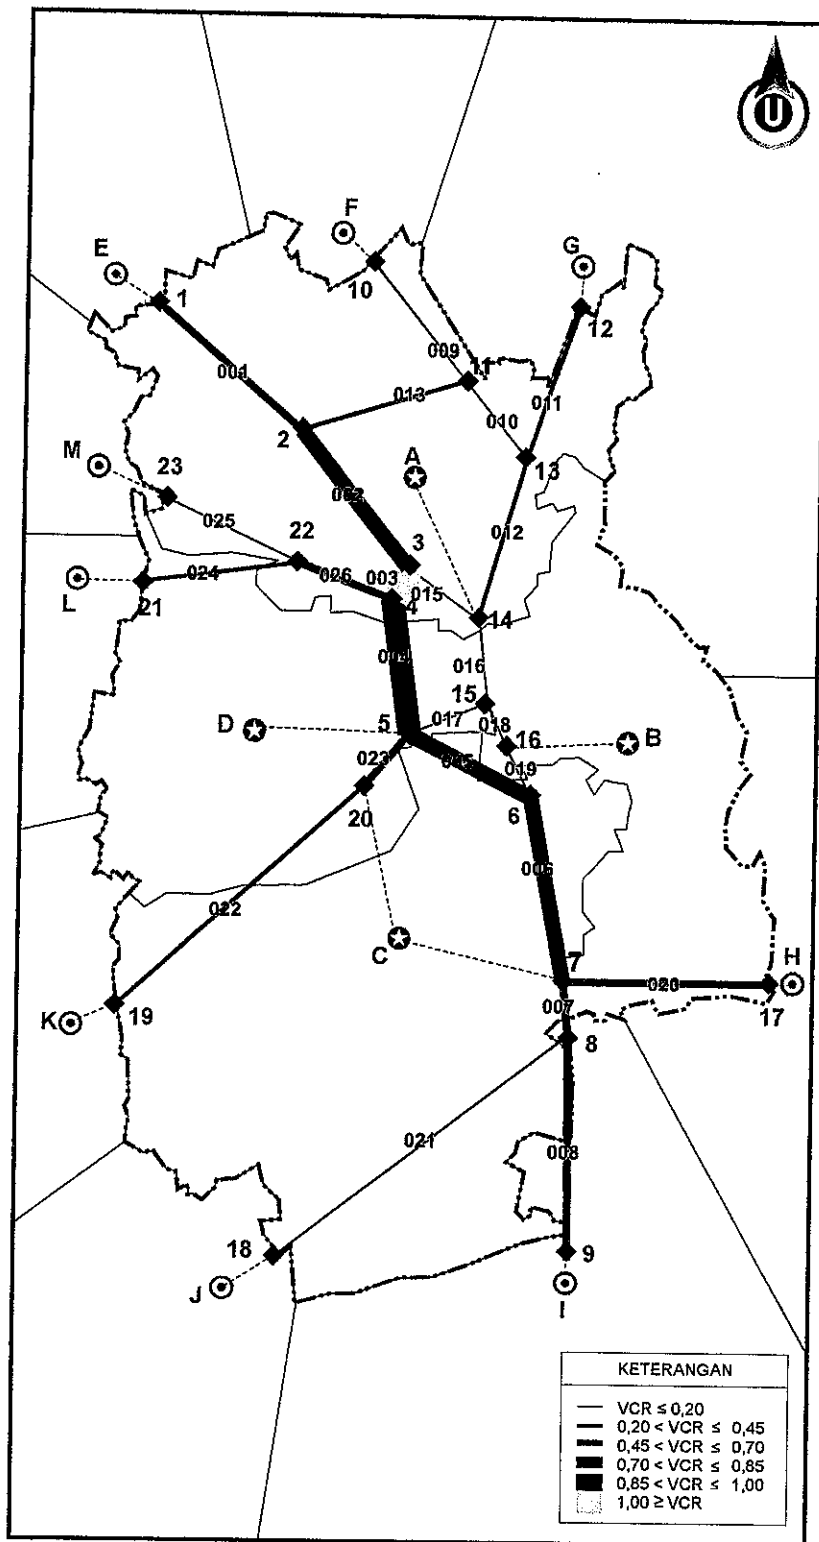 U
F
E
G
10
1
12
009
11
001
011
013
010
2
13
A
M
002
23
025
012
22
3
L
024
026
003
015
21
4
14
004
016
15
D
5
017
018
16
B
023
005
019
20
6
006
022
C
7
H
020
K
19
007
17
8
021
008
18
9
J
I
KETERANGAN
VCR ≤ 0,20
0,20 < VCR ≤ 0,45
0,45 < VCR ≤ 0,70
0,70 < VCR ≤ 0,85
0,85 < VCR ≤ 1,00
1,00 ≥ VCR